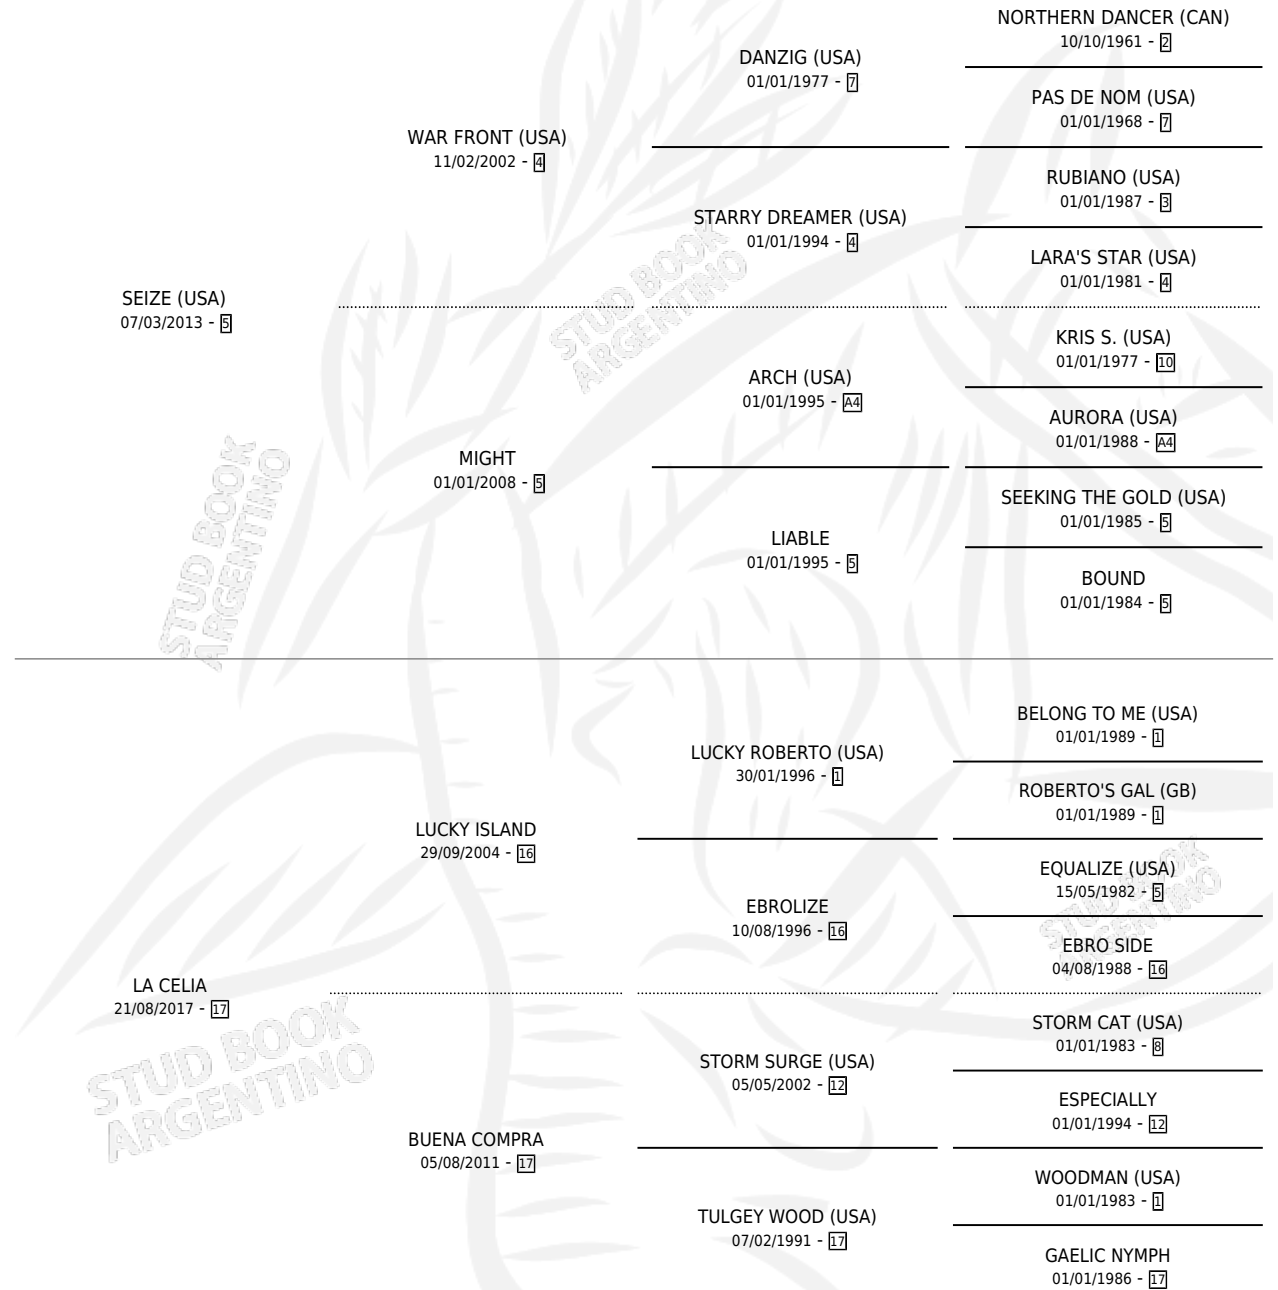 NORTHERN DANCER (CAN)
10/10/1961 - 2
DANZIG (USA)
01/01/1977 - 7
PAS DE NOM (USA)
01/01/1968 - 7
WAR FRONT (USA)
11/02/2002 - 4
RUBIANO (USA)
01/01/1987 - 3
STARRY DREAMER (USA)
01/01/1994 - 4
LARA'S STAR (USA)
01/01/1981 - 4
SEIZE (USA)
07/03/2013 - 5
KRIS S. (USA)
01/01/1977 - 10
ARCH (USA)
01/01/1995 - A4
AURORA (USA)
01/01/1988 - A4
MIGHT
01/01/2008 - 5
SEEKING THE GOLD (USA)
01/01/1985 - 5
LIABLE
01/01/1995 - 5
BOUND
01/01/1984 - 5
BELONG TO ME (USA)
01/01/1989 - 1
LUCKY ROBERTO (USA)
30/01/1996 - 1
ROBERTO'S GAL (GB)
01/01/1989 - 1
LUCKY ISLAND
29/09/2004 - 16
EQUALIZE (USA)
15/05/1982 - 5
EBROLIZE
10/08/1996 - 16
EBRO SIDE
04/08/1988 - 16
LA CELIA
21/08/2017 - 17
STORM CAT (USA)
01/01/1983 - 8
STORM SURGE (USA)
05/05/2002 - 12
ESPECIALLY
01/01/1994 - 12
BUENA COMPRA
05/08/2011 - 17
WOODMAN (USA)
01/01/1983 - 1
TULGEY WOOD (USA)
07/02/1991 - 17
GAELIC NYMPH
01/01/1986 - 17
STUD BOOK
ARGENTINO
STUD BOOK
ARGENTINO
STUD BOOK
ARGENTINO
STUD BOOK
ARGENTINO